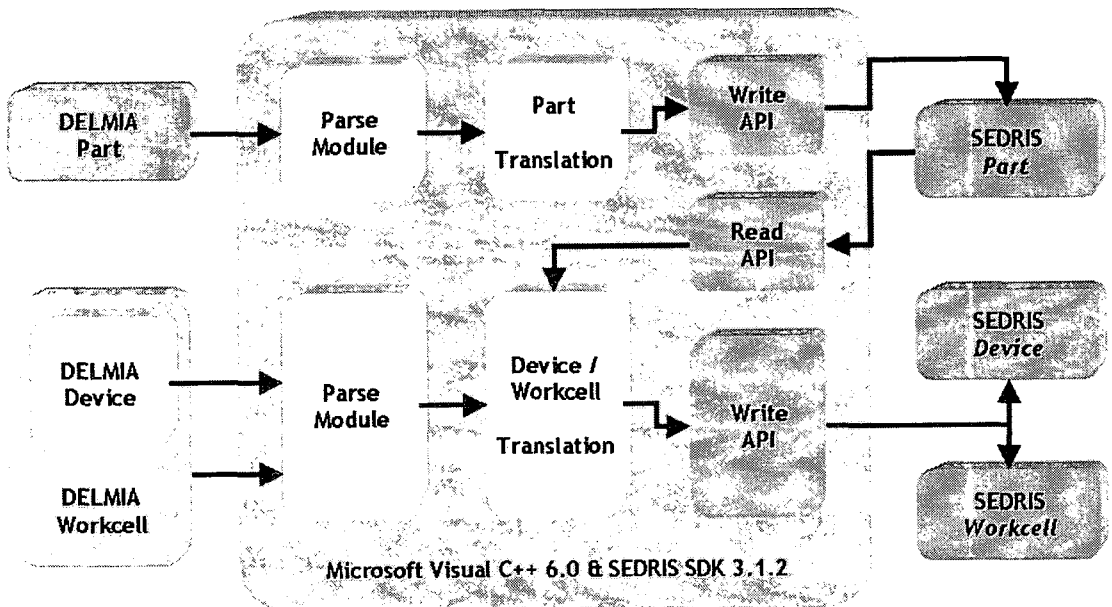 DELMIA
Part
Parse
Module
Part
Translation
Write
API
SEDRIS
Part
Read
API
DELMIA
Device
DELMIA
Workcell
Parse
Module
Device /
Workcell
Translation
Write
API
SEDRIS
Device
SEDRIS
Workcell
Microsoft Visual C++ 6.0 & SEDRIS SDK 3.1.2